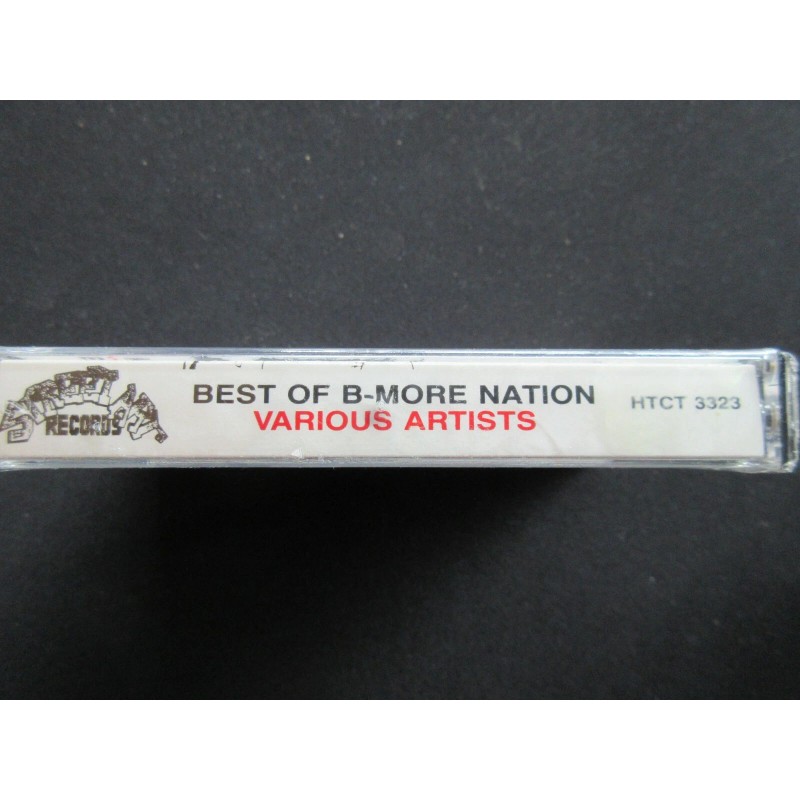 RECORDS
BEST OF B-MORE NATION
VARIOUS ARTISTS
HTCT 3323